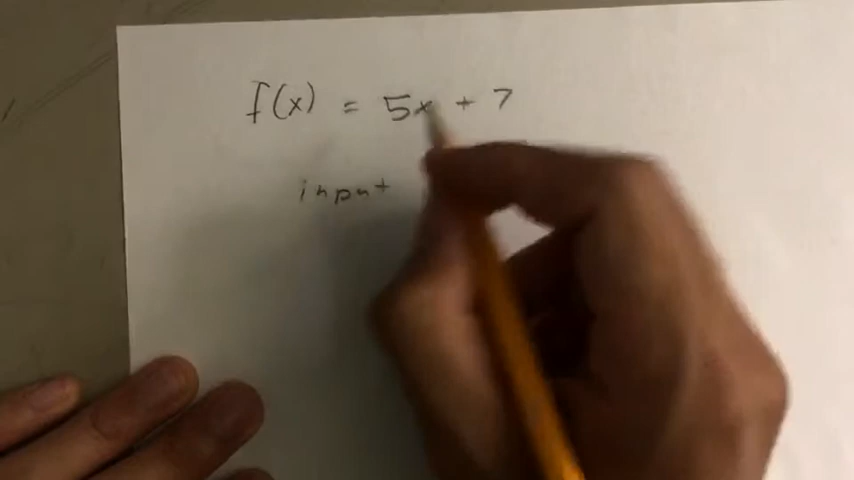 f(x) = 5x + 7
input